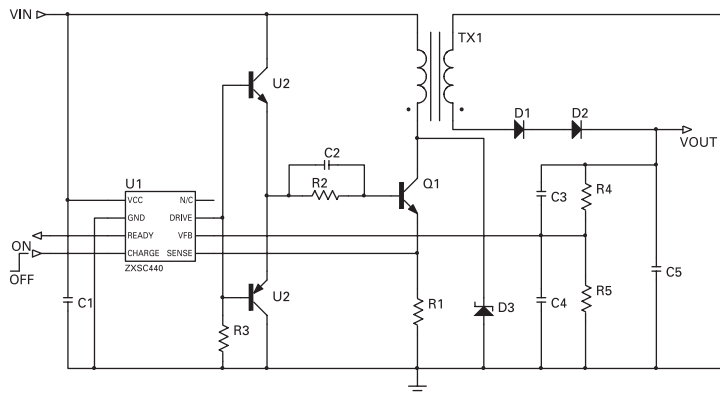 VIN
TX1
U2
D1
D2
VOUT
C2
U1
R2
Q1
C3
R4
VCC
N/C
GND
DRIVE
ON
READY
VFB
OFF
CHARGE
SENSE
ZXSC440
C5
U2
C1
R1
D3
C4
R5
R3